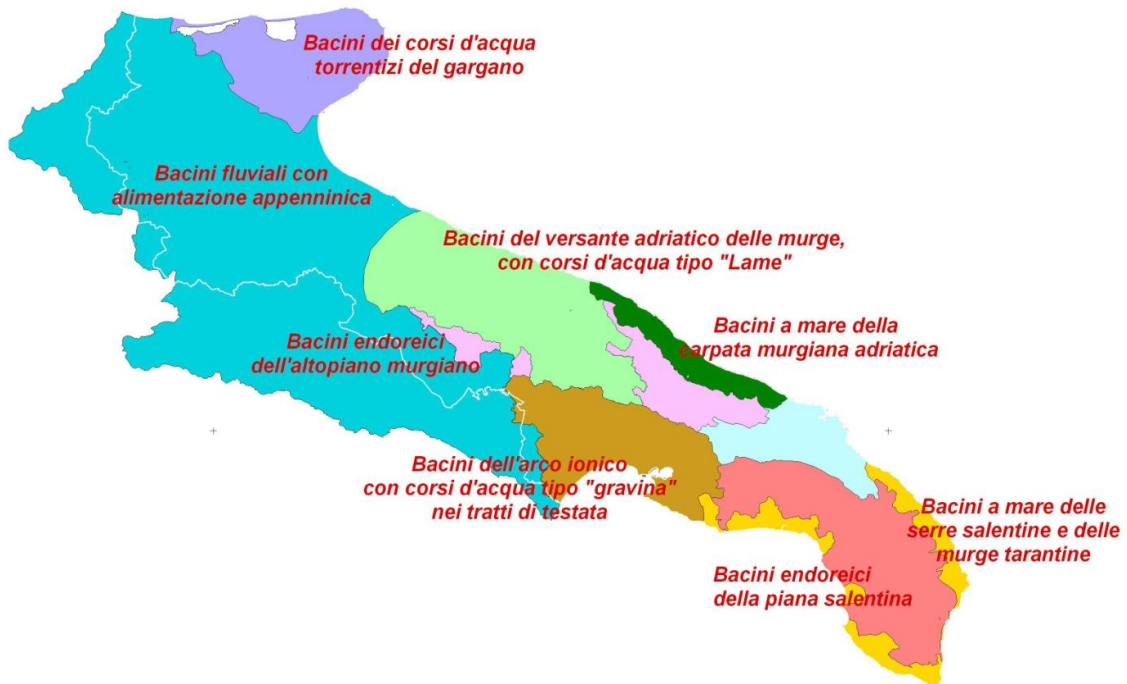 Bacini dei corsi d'acqua
torrentizi del gargano
Bacini fluviali con
alimentazione appenninica
Bacini del versante adriatico delle murge,
con corsi d'acqua tipo "Lame"
Bacini a mare della
carpata murgiana adriatica
Bacini endoreici
dell'altopiano murgiano
Bacini dell'arco ionico
con corsi d'acqua tipo "gravina"
nei tratti di testata
Bacini a mare delle
serre salentine e delle
murge tarantine
Bacini endoreici
della piana salentina